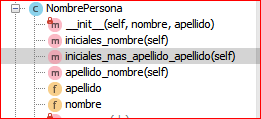 NombrePersona
__init__(self, nombre, apellido)
iniciales_nombre(self)
iniciales_mas_apellido_apellido(self)
apellido_nombre(self)
apellido
nombre